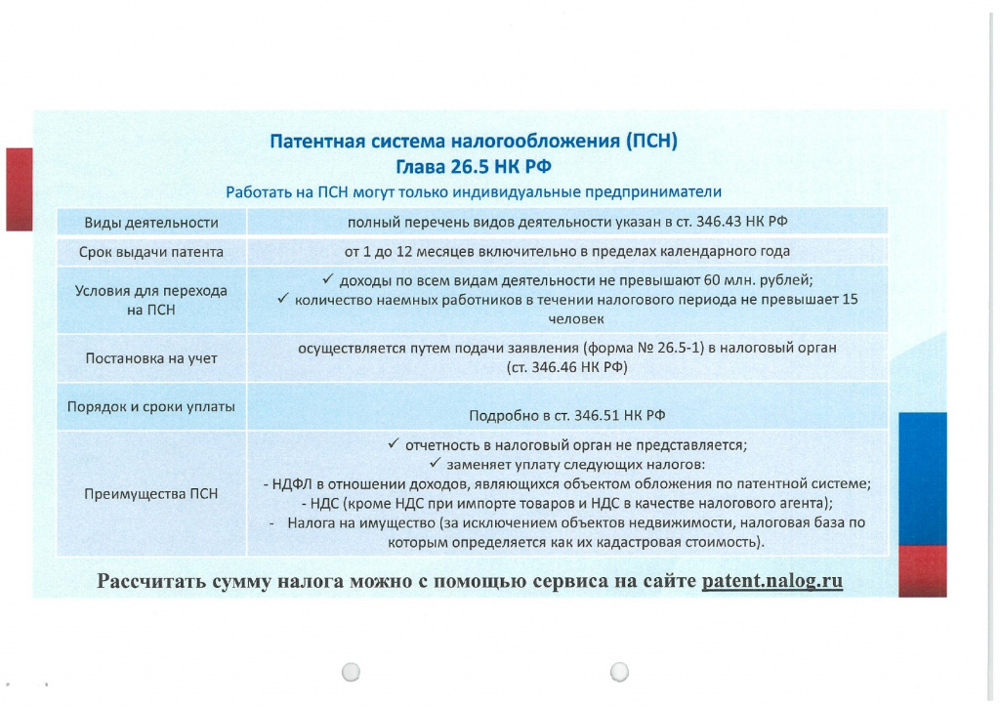 Патентная система налогообложения (ПСН)
Глава 26.5 НК РФ
Работать на ПСН могут только индивидуальные предприниматели
Виды деятельности
полный перечень видов деятельности указан в ст. 346.43 НК РФ
Срок выдачи патента
от 1 до 12 месяцев включительно в пределах календарного года
Условия для перехода
на ПСН
✓ доходы по всем видам деятельности не превышают 60 млн. рублей;
✓ количество наемных работников в течении налогового периода не превышает 15
человек
Постановка на учет
осуществляется путем подачи заявления (форма № 26.5-1) в налоговый орган
(ст. 346.46 НК РФ)
Порядок и сроки уплаты
Подробно в ст. 346.51 НК РФ
Преимущества ПСН
✓ отчетность в налоговый орган не представляется;
✓ заменяет уплату следующих налогов:
- НДФЛ в отношении доходов, являющихся объектом обложения по патентной системе;
- НДС (кроме НДС при импорте товаров и НДС в качестве налогового агента);
- Налога на имущество (за исключением объектов недвижимости, налоговая база по
которым определяется как их кадастровая стоимость).
Рассчитать сумму налога можно с помощью сервиса на сайте patent.nalog.ru